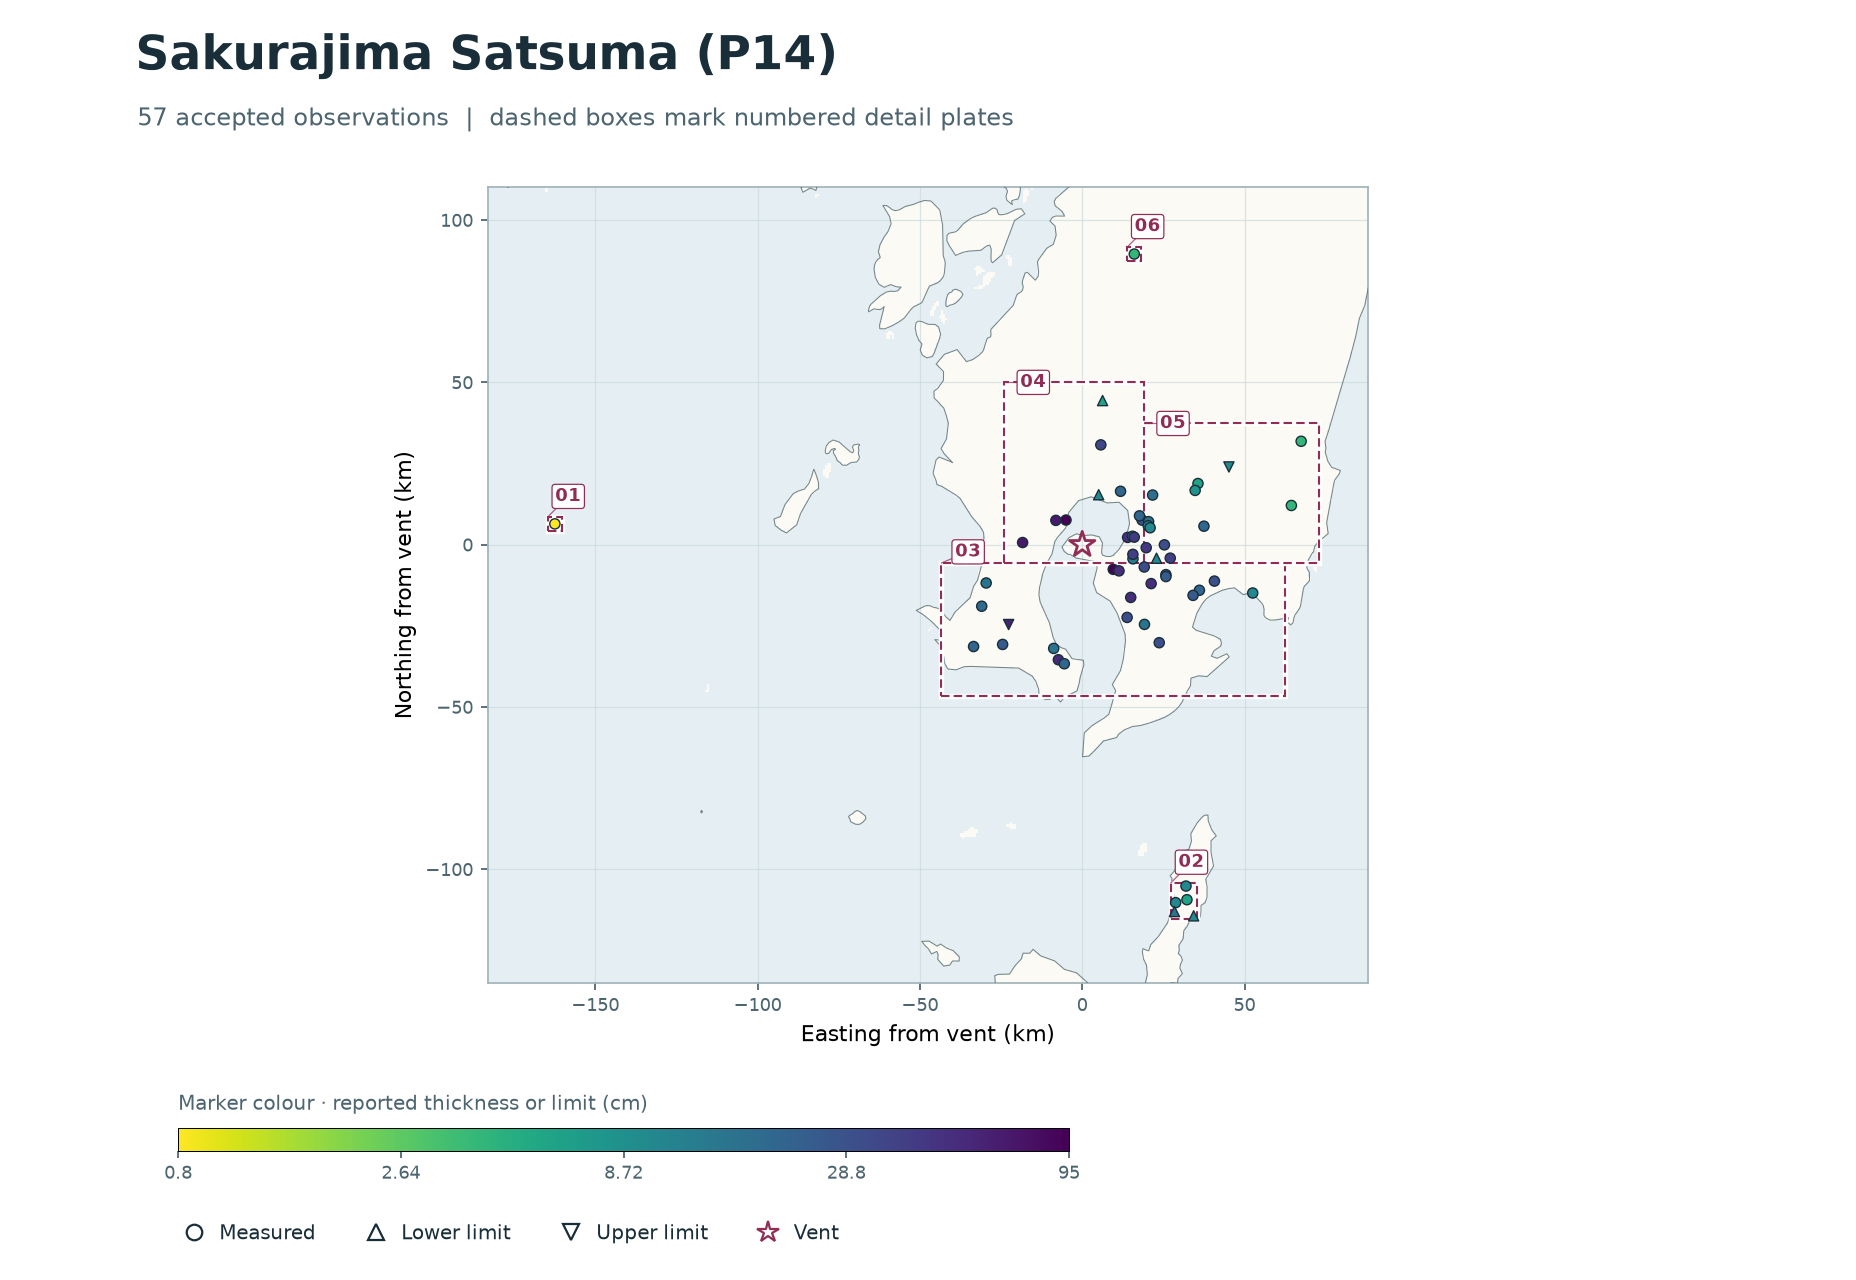 Sakurajima Satsuma (P14)
57 accepted observations | dashed boxes mark numbered detail plates
06
04
05
01
03
02
100
50
0
−50
−100
Northing from vent (km)
−150
−100
−50
0
50
Easting from vent (km)
Marker colour · reported thickness or limit (cm)
0.8
2.64
8.72
28.8
95
Measured
Lower limit
Upper limit
Vent